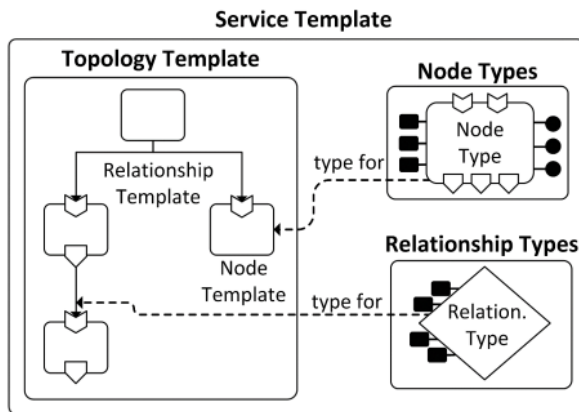 Service Template
Topology Template
Relationship
Template
Node
Template
Node Types
Node
Type
type for
Relationship Types
type for
Relation.
Type